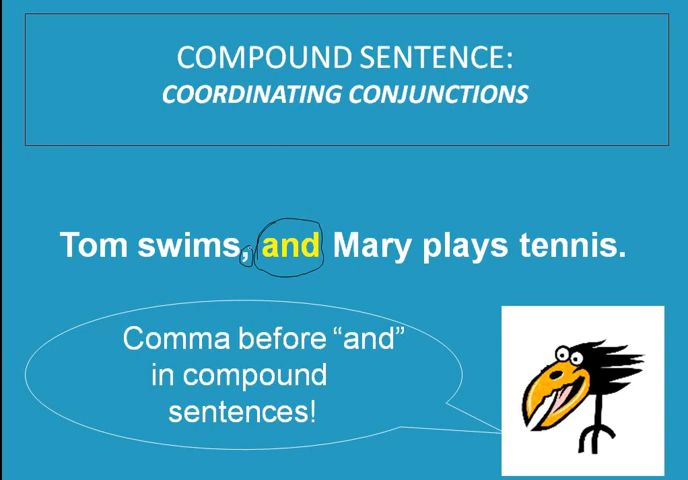 COMPOUND SENTENCE:
COORDINATING CONJUNCTIONS
Tom swims, and Mary plays tennis.
Comma before “and”
in compound
sentences!